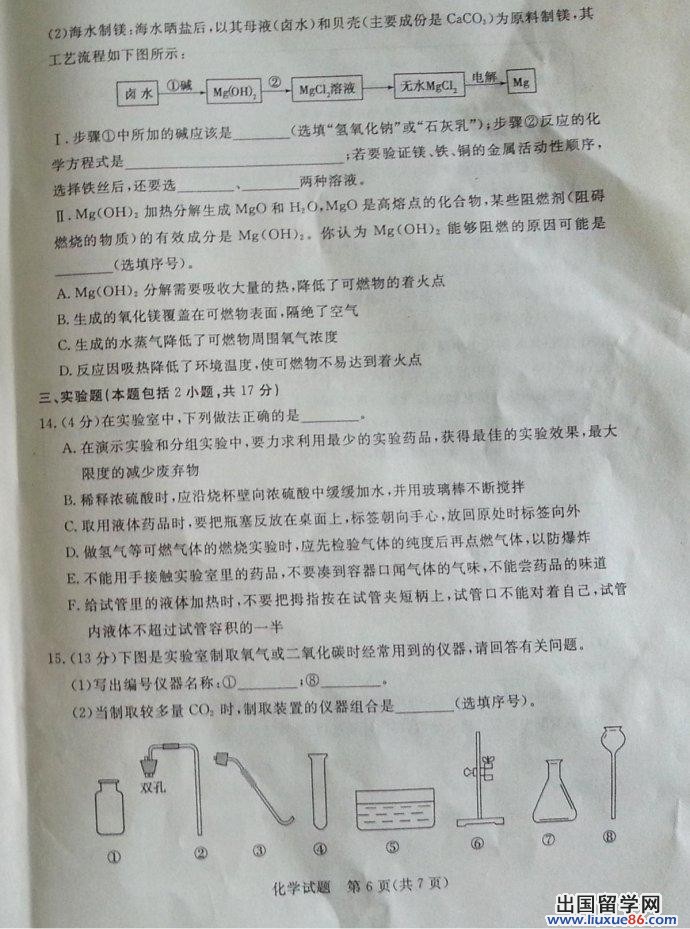 (2)海水制镁:海水晒盐后,以其母液(卤水)和贝壳(主要成份是 CaCO₃)为原料制镁,其
工艺流程如下图所示:
卤水 ①碱 Mg(OH)₂ ② MgCl₂溶液 无水MgCl₂ 电解 Mg
Ⅰ.步骤①中所加的碱应该是________(选填“氢氧化钠”或“石灰乳”);步骤②反应的化
学方程式是________________________________;若要验证镁、铁、铜的金属活动性顺序,
选择铁丝后,还要选________、________两种溶液。
Ⅱ.Mg(OH)₂ 加热分解生成 MgO 和 H₂O,MgO 是高熔点的化合物,某些阻燃剂(阻碍
燃烧的物质)的有效成分是 Mg(OH)₂。你认为 Mg(OH)₂ 能够阻燃的原因可能是
________(选填序号)。
A. Mg(OH)₂ 分解需要吸收大量的热,降低了可燃物的着火点
B. 生成的氧化镁覆盖在可燃物表面,隔绝了空气
C. 生成的水蒸气降低了可燃物周围氧气浓度
D. 反应因吸热降低了环境温度,使可燃物不易达到着火点
三、实验题(本题包括 2 小题,共 17 分)
14.(4 分)在实验室中,下列做法正确的是________。
A. 在演示实验和分组实验中,要力求利用最少的实验药品,获得最佳的实验效果,最大
限度的减少废弃物
B. 稀释浓硫酸时,应沿烧杯壁向浓硫酸中缓缓加水,并用玻璃棒不断搅拌
C. 取用液体药品时,要把瓶塞反放在桌面上,标签朝向手心,放回原处时标签向外
D. 做氢气等可燃气体的燃烧实验时,应先检验气体的纯度后再点燃气体,以防爆炸
E. 不能用手接触实验室里的药品,不要凑到容器口闻气体的气味,不能尝药品的味道
F. 给试管里的液体加热时,不要把拇指按在试管夹短柄上,试管口不能对着自己,试管
内液体不超过试管容积的一半
15.(13 分)下图是实验室制取氧气或二氧化碳时经常用到的仪器,请回答有关问题。
(1)写出编号仪器名称:①________;⑧________。
(2)当制取较多量 CO₂ 时,制取装置的仪器组合是________(选填序号)。
双孔
① ② ③ ④ ⑤ ⑥ ⑦ ⑧
化学试题 第 6 页(共 7 页)
出国留学网
www.liuxue86.com